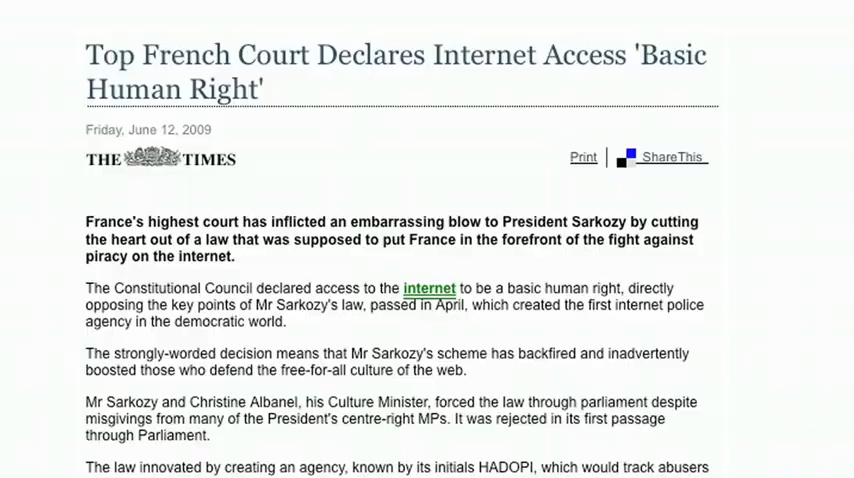 Top French Court Declares Internet Access 'Basic
Human Right'
Friday, June 12, 2009
THE TIMES
Print
ShareThis
France's highest court has inflicted an embarrassing blow to President Sarkozy by cutting
the heart out of a law that was supposed to put France in the forefront of the fight against
piracy on the internet.
The Constitutional Council declared access to the internet to be a basic human right, directly
opposing the key points of Mr Sarkozy's law, passed in April, which created the first internet police
agency in the democratic world.
The strongly-worded decision means that Mr Sarkozy's scheme has backfired and inadvertently
boosted those who defend the free-for-all culture of the web.
Mr Sarkozy and Christine Albanel, his Culture Minister, forced the law through parliament despite
misgivings from many of the President's centre-right MPs. It was rejected in its first passage
through Parliament.
The law innovated by creating an agency, known by its initials HADOPI, which would track abusers